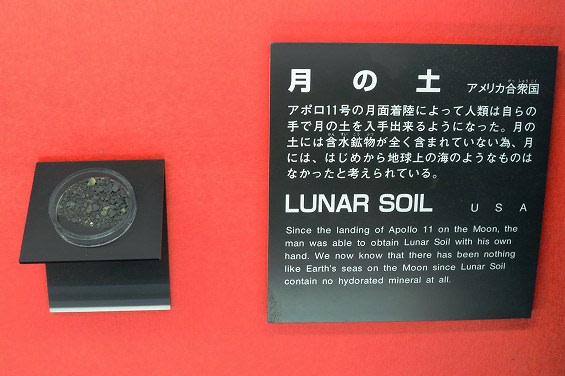 月の土 アメリカ合衆国
アポロ11号の月面着陸によって人類は自らの
手で月の土を入手出来るようになった。月の
土には含水鉱物が全く含まれていない為、月
には、はじめから地球上の海のようなものは
なかったと考えられている。
LUNAR SOIL USA
Since the landing of Apollo 11 on the Moon, the
man was able to obtain Lunar Soil with his own
hand. We now know that there has been nothing
like Earth's seas on the Moon since Lunar Soil
contain no hydorated mineral at all.